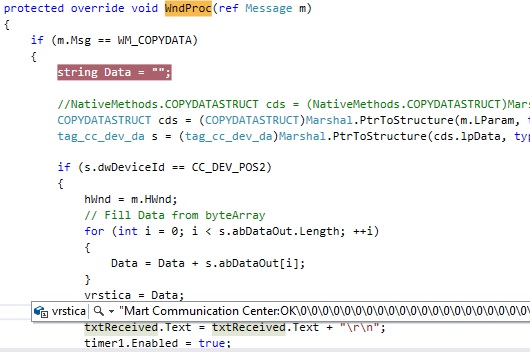 protected override void WndProc(ref Message m)
{
if (m.Msg == WM_COPYDATA)
{
string Data = "";
//NativeMethods.COPYDATASTRUCT cds = (NativeMethods.COPYDATASTRUCT)Mars
COPYDATASTRUCT cds = (COPYDATASTRUCT)Marshal.PtrToStructure(m.LParam, t
tag_cc_dev_da s = (tag_cc_dev_da)Marshal.PtrToStructure(cds.lpData, typ
if (s.dwDeviceId == CC_DEV_POS2)
{
hWnd = m.HWnd;
// Fill Data from byteArray
for (int i = 0; i < s.abDataOut.Length; ++i)
{
Data = Data + s.abDataOut[i];
}
vrstica = Data;
vrstica "Mart Communication Center:OK\0\0\0\0\0\0\0\0\0\0\0\0\0\0\0\0\0\0\0\0\0\0\0\0\0\0
txtReceived.Text = txtReceived.Text + "\r\n";
timer1.Enabled = true;